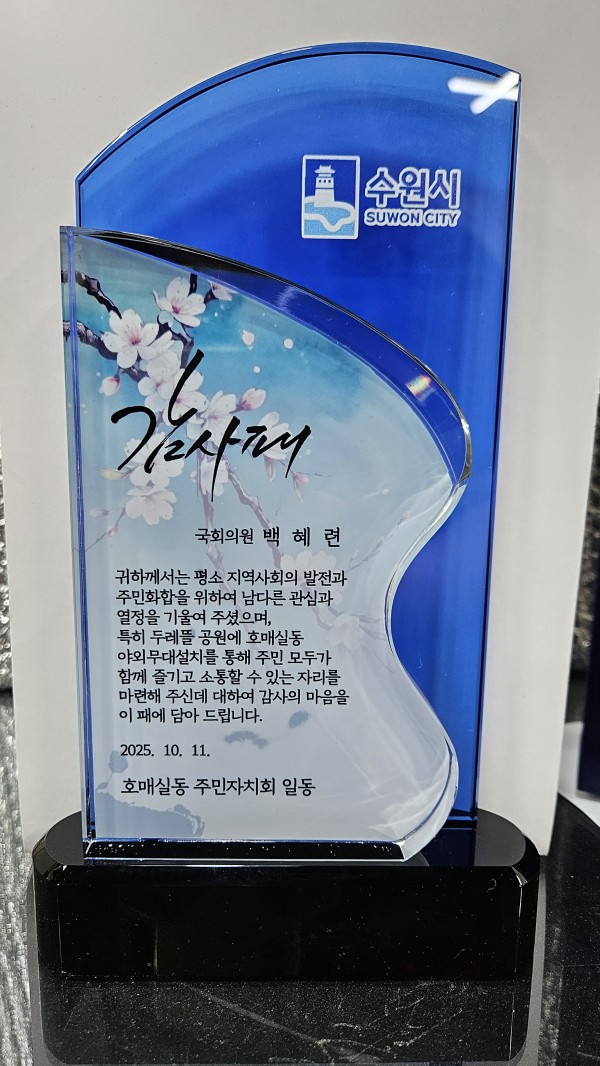 수원시
SUWON CITY
감사패
국회의원 백 혜 련
귀하께서는 평소 지역사회의 발전과
주민화합을 위하여 남다른 관심과
열정을 기울여 주셨으며,
특히 두레뜰 공원에 호매실동
야외무대설치를 통해 주민 모두가
함께 즐기고 소통할 수 있는 자리를
마련해 주신데 대하여 감사의 마음을
이 패에 담아 드립니다.
2025. 10. 11.
호매실동 주민자치회 일동